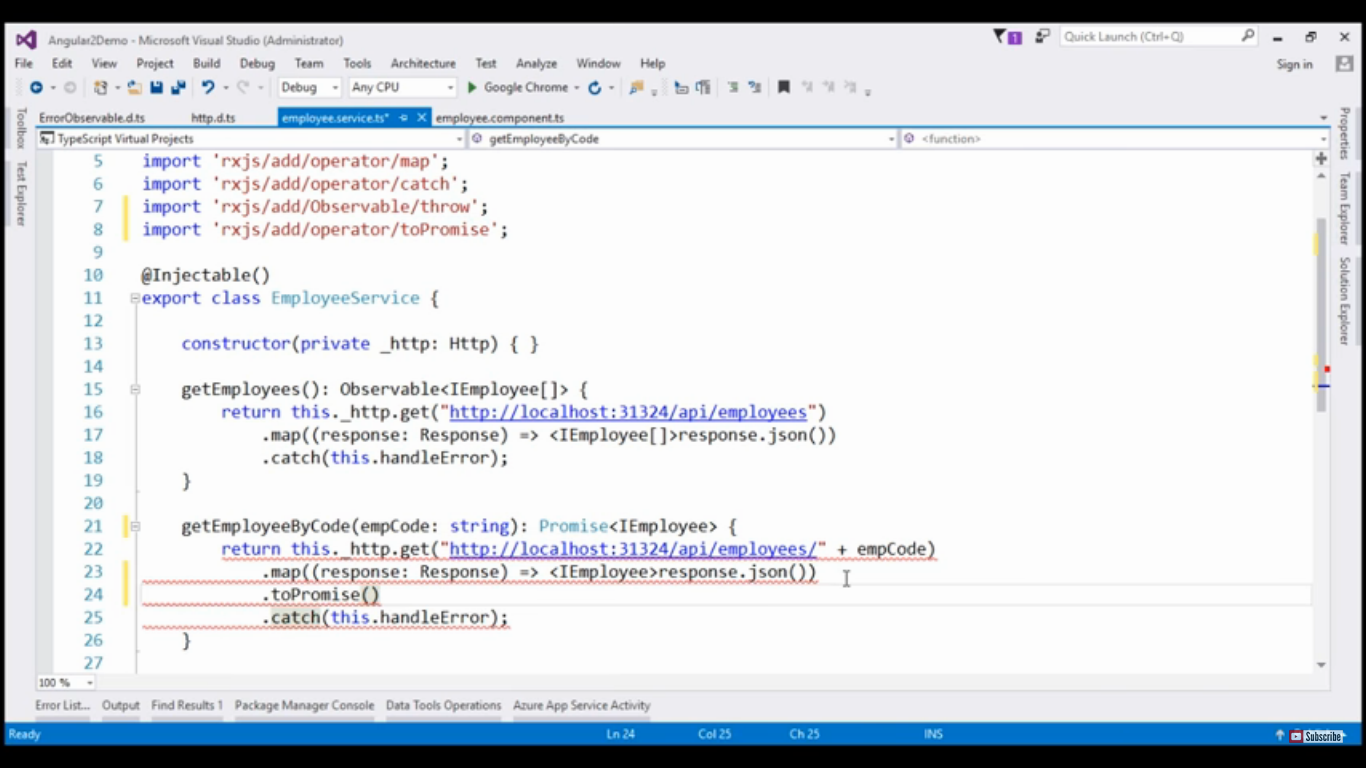 Angular2Demo - Microsoft Visual Studio (Administrator)
1
Quick Launch (Ctrl+Q)
File Edit View Project Build Debug Team Tools Architecture Test Analyze Window Help
Sign in
Debug Any CPU Google Chrome
Toolbox
Test Explorer
ErrorObservable.d.ts http.d.ts employee.service.ts* employee.component.ts
TypeScript Virtual Projects getEmployeeByCode <function>
5 import 'rxjs/add/operator/map';
6 import 'rxjs/add/operator/catch';
7 import 'rxjs/add/Observable/throw';
8 import 'rxjs/add/operator/toPromise';
9
10 @Injectable()
11 export class EmployeeService {
12
13 constructor(private _http: Http) { }
14
15 getEmployees(): Observable<IEmployee[]> {
16 return this._http.get("http://localhost:31324/api/employees")
17 .map((response: Response) => <IEmployee[]>response.json())
18 .catch(this.handleError);
19 }
20
21 getEmployeeByCode(empCode: string): Promise<IEmployee> {
22 return this._http.get("http://localhost:31324/api/employees/" + empCode)
23 .map((response: Response) => <IEmployee>response.json())
24 .toPromise()
25 .catch(this.handleError);
26 }
27
Properties
Team Explorer
Solution Explorer
100 %
Error List... Output Find Results 1 Package Manager Console Data Tools Operations Azure App Service Activity
Ready Ln 24 Col 25 Ch 25 INS
Subscribe